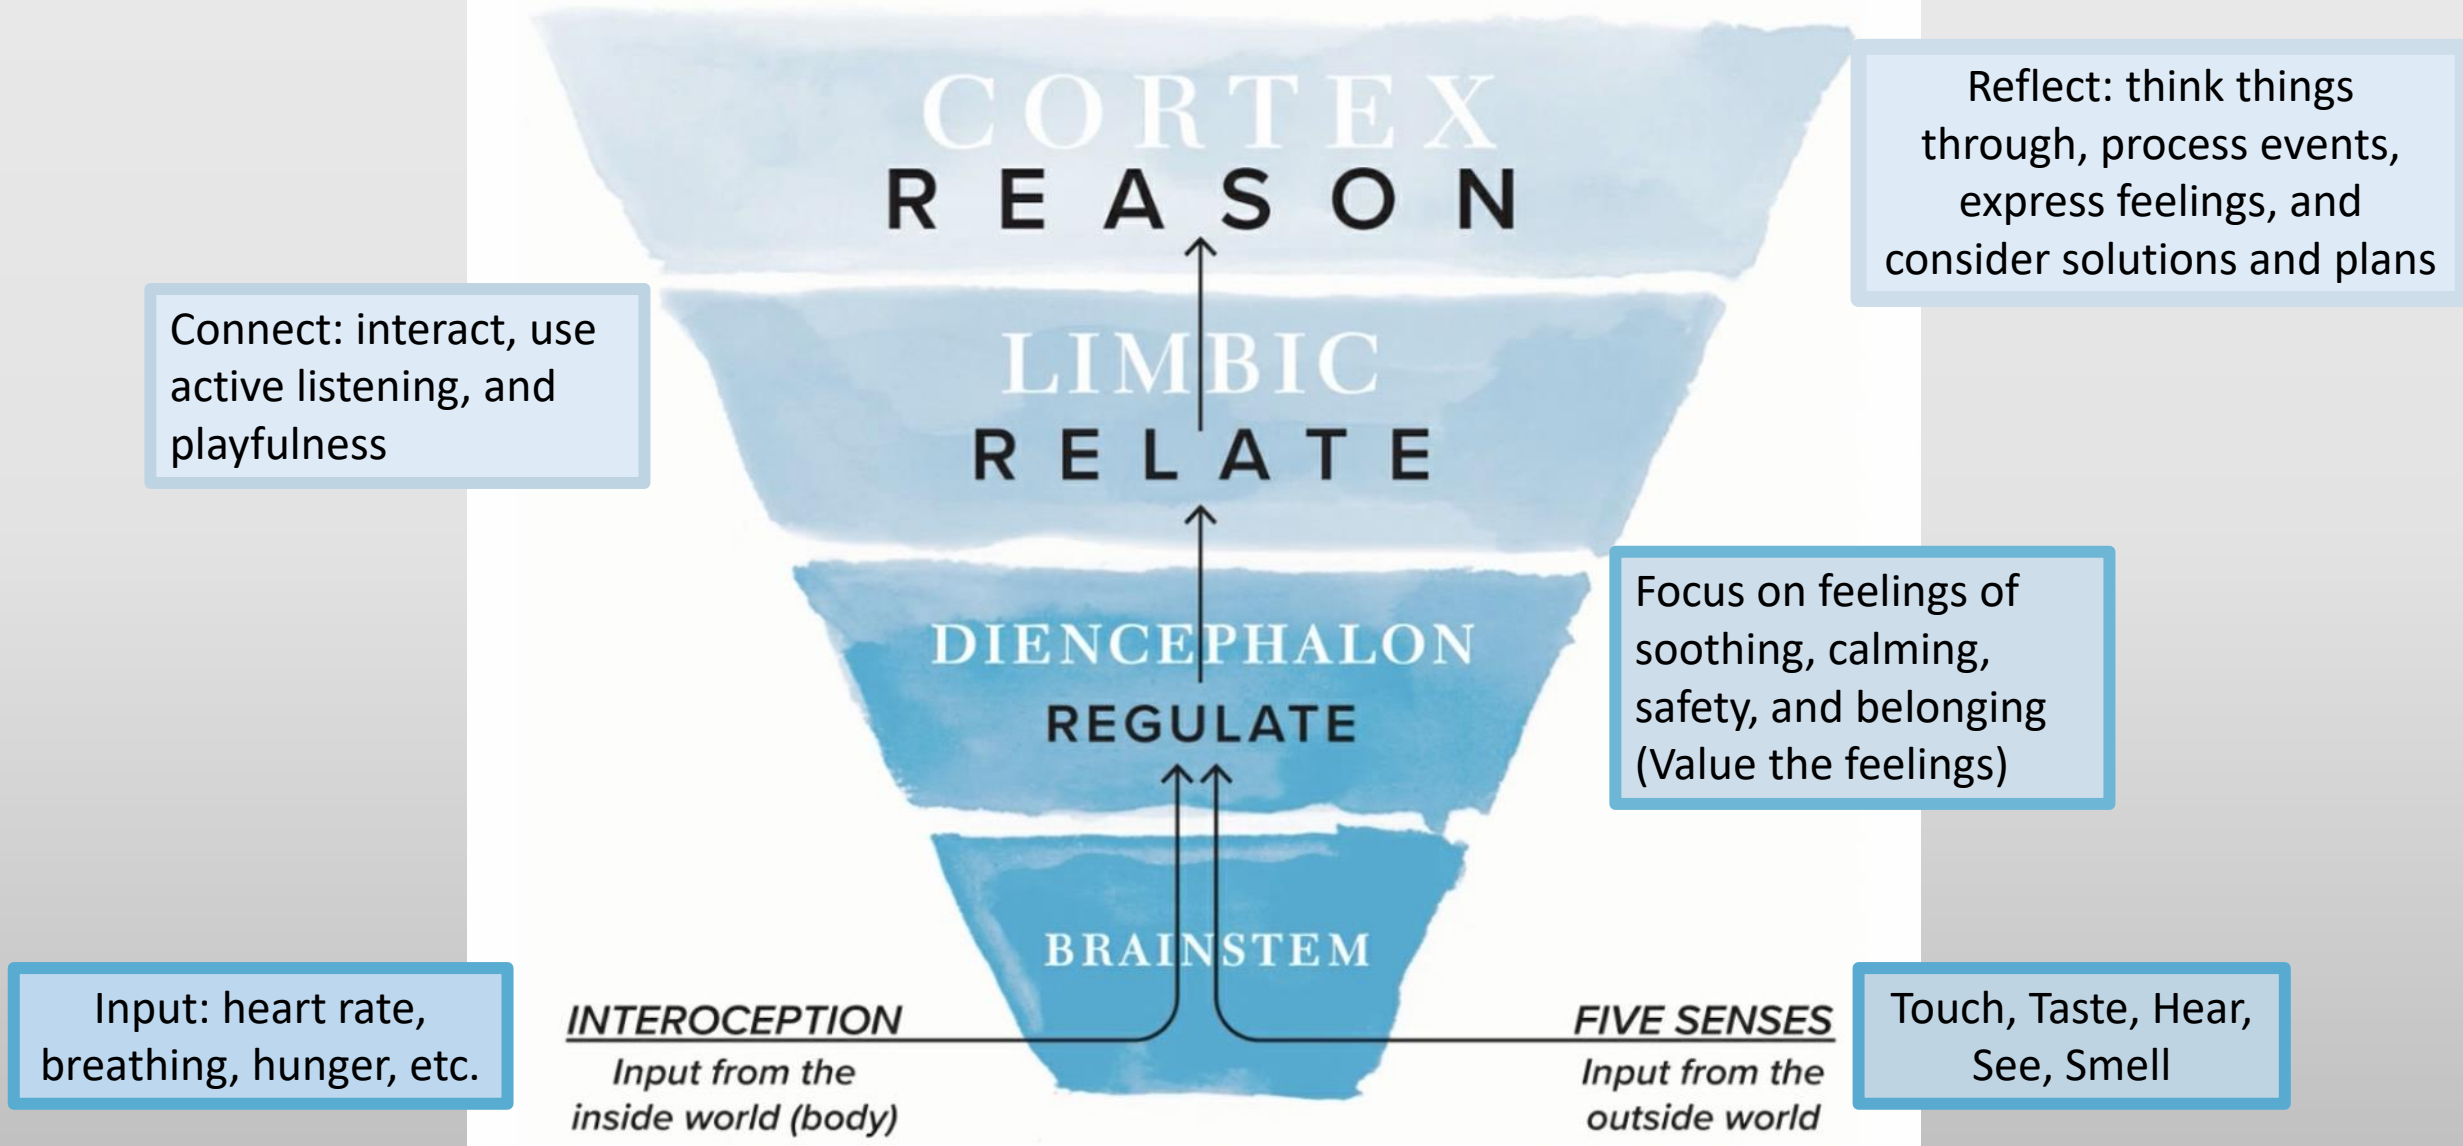 CORTEX
REASON
Reflect: think things
through, process events,
express feelings, and
consider solutions and plans
Connect: interact, use
active listening, and
playfulness
LIMBIC
RELATE
Focus on feelings of
soothing, calming,
safety, and belonging
(Value the feelings)
DIENCEPHALON
REGULATE
BRAINSTEM
Input: heart rate,
breathing, hunger, etc.
INTEROCEPTION
Input from the
inside world (body)
FIVE SENSES
Input from the
outside world
Touch, Taste, Hear,
See, Smell